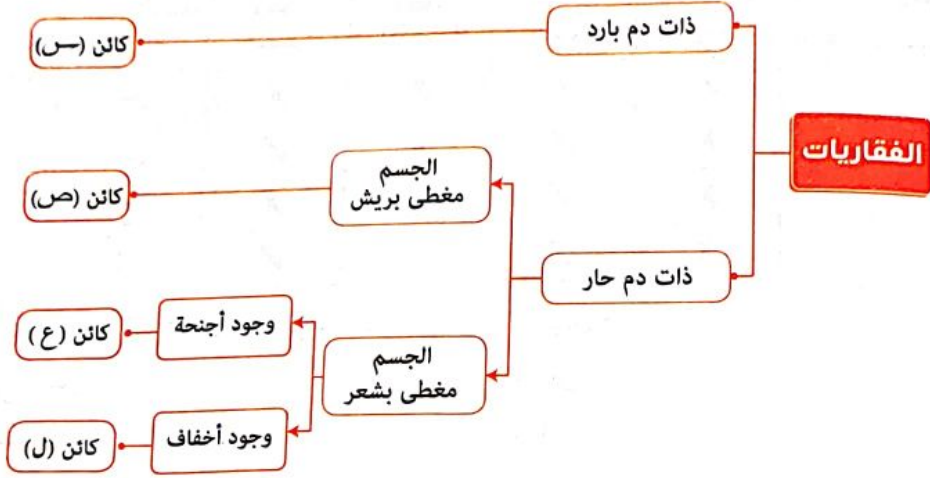 الفقاريات
ذات دم بارد
كائن (س)
ذات دم حار
الجسم
مغطى بريش
كائن (ص)
الجسم
مغطى بشعر
وجود أجنحة
كائن (ع)
وجود أخفاف
كائن (ل)